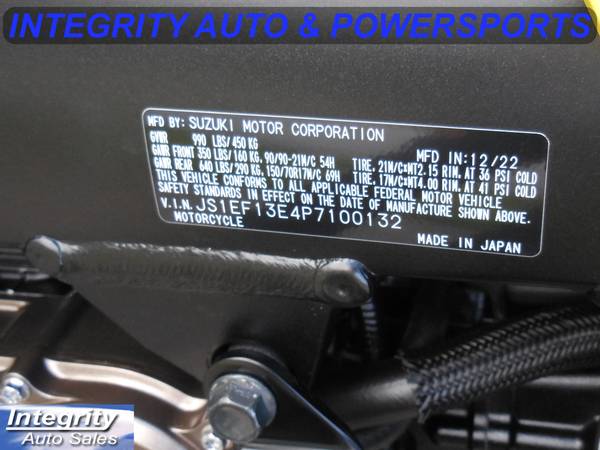 INTEGRITY AUTO & POWERSPORTS
MFD BY: SUZUKI MOTOR CORPORATION
GVWR 990 LBS/450 KG MFD IN:12/22
GAWR FRONT 350 LBS/160 KG, 90/90-21M/C 54H TIRE, 21M/C×MT2.15 RIM, AT 36 PSI COLD
GAWR REAR 640 LBS/290 KG, 150/70R17M/C 69H TIRE, 17M/C×MT4.00 RIM, AT 41 PSI COLD
THIS VEHICLE CONFORMS TO ALL APPLICABLE FEDERAL MOTOR VEHICLE
SAFETY STANDARDS IN EFFECT ON THE DATE OF MANUFACTURE SHOWN ABOVE.
V.I.N. JS1EF13E4P7100132
MOTORCYCLE MADE IN JAPAN
Integrity
Auto Sales